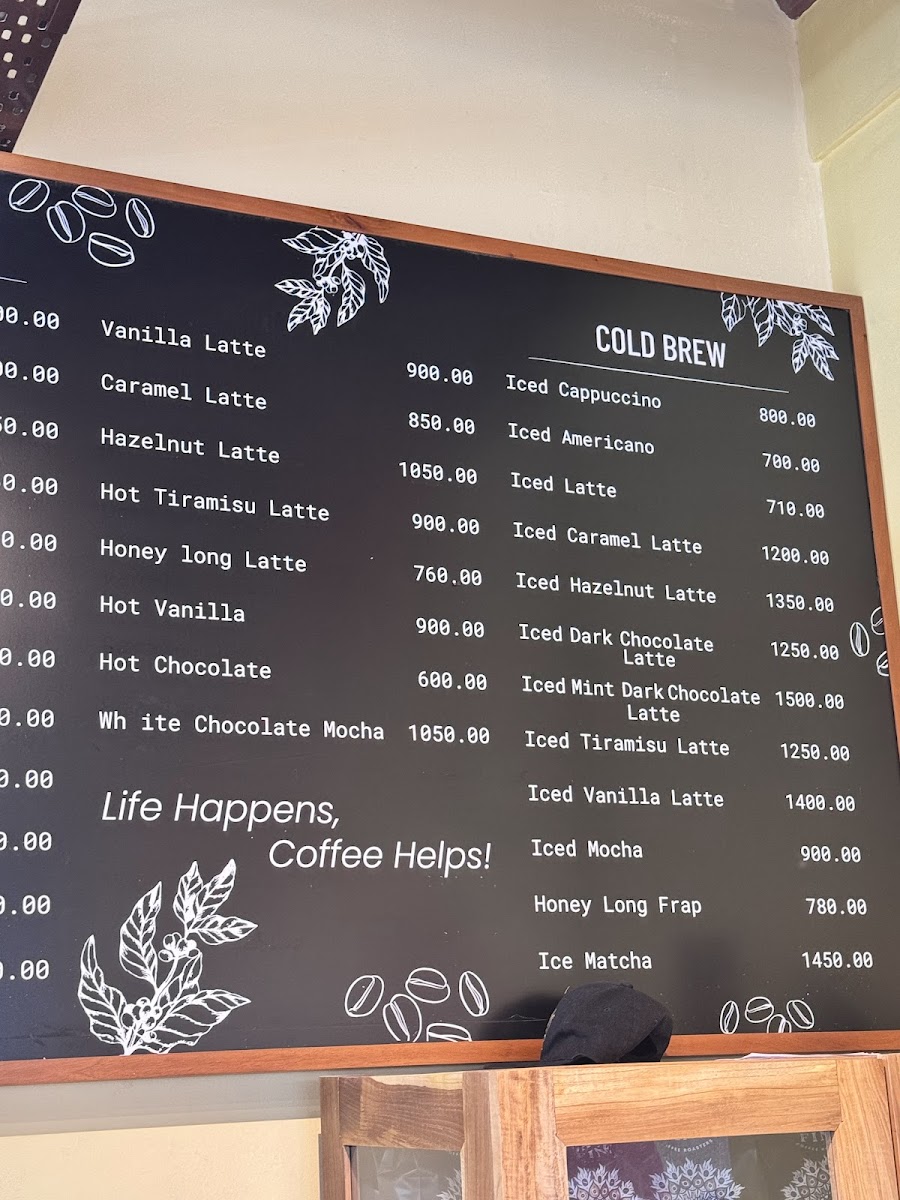 Vanilla Latte 900.00
Caramel Latte 850.00
Hazelnut Latte 1050.00
Hot Tiramisu Latte 900.00
Honey long Latte 760.00
Hot Vanilla 900.00
Hot Chocolate 600.00
Wh ite Chocolate Mocha 1050.00
Life Happens,
Coffee Helps!
COLD BREW
Iced Cappuccino 800.00
Iced Americano 700.00
Iced Latte 710.00
Iced Caramel Latte 1200.00
Iced Hazelnut Latte 1350.00
Iced Dark Chocolate 1250.00
Latte
Iced Mint Dark Chocolate 1500.00
Latte
Iced Tiramisu Latte 1250.00
Iced Vanilla Latte 1400.00
Iced Mocha 900.00
Honey Long Frap 780.00
Ice Matcha 1450.00